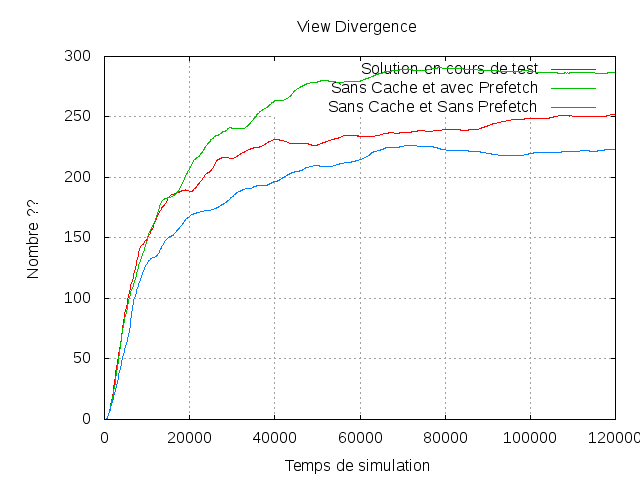 View Divergence
300
250
200
150
100
50
0
Nombre ??
Solution en cours de test
Sans Cache et avec Prefetch
Sans Cache et Sans Prefetch
0 20000 40000 60000 80000 100000 120000
Temps de simulation